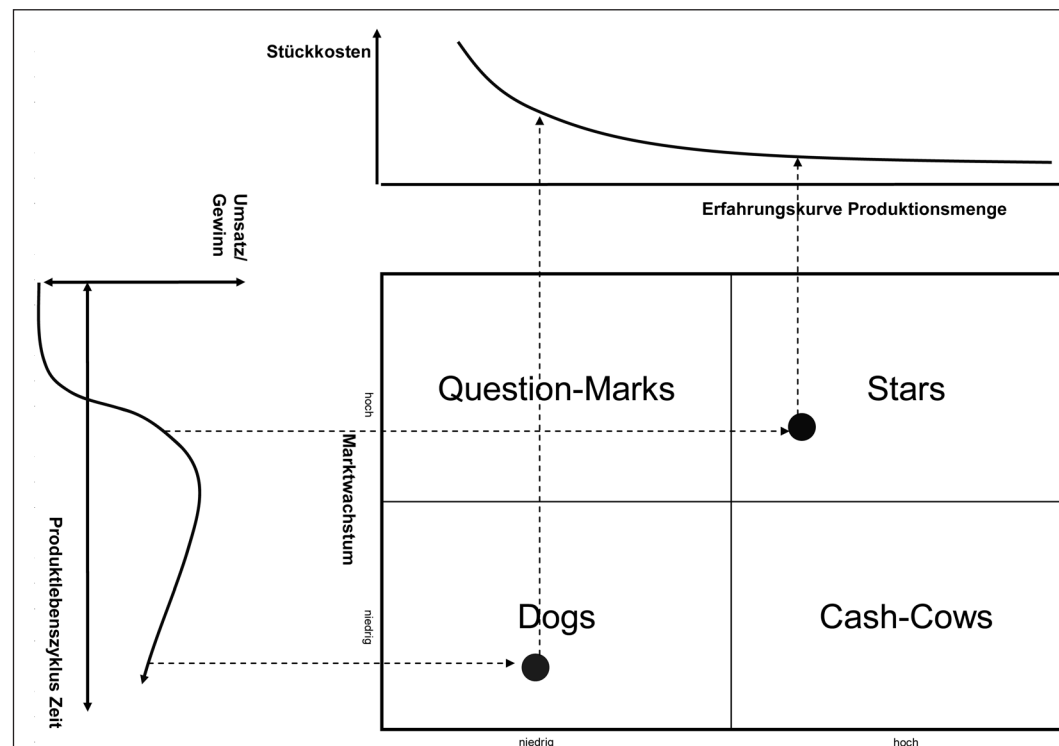 Stückkosten
Erfahrungskurve Produktionsmenge
Umsatz/
Gewinn
Question-Marks
Stars
hoch
Marktwachstum
Produktlebenszyklus Zeit
niedrig
Dogs
Cash-Cows
niedrig
hoch